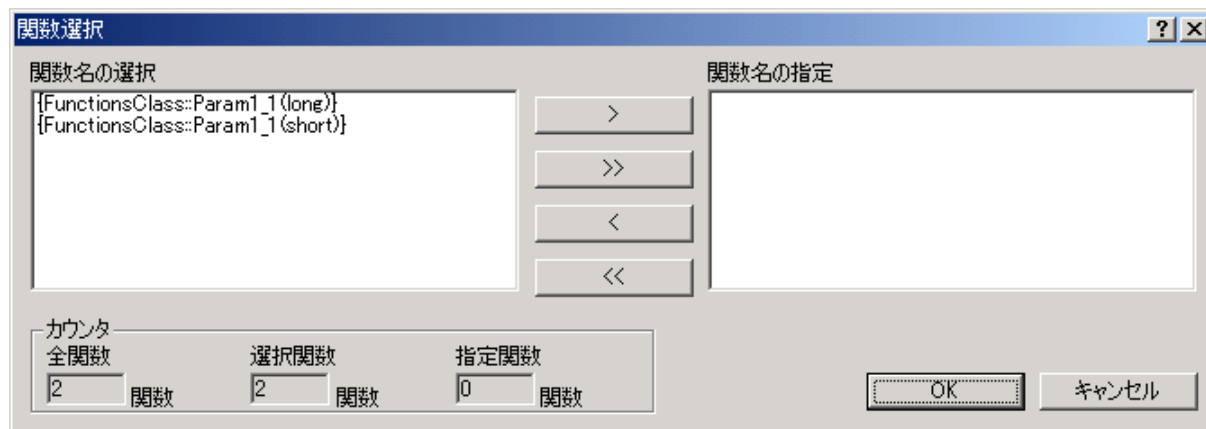 関数選択
関数名の選択
関数名の指定
{FunctionsClass::Param1_1(long)}
{FunctionsClass::Param1_1(short)}
>
>>
<
<<
カウンタ
全関数 選択関数 指定関数
2 関数 2 関数 0 関数
OK キャンセル